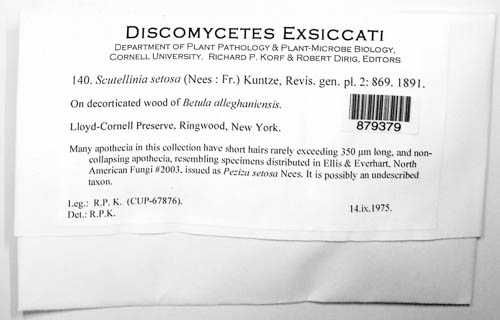 DISCOMYCETES EXSICCATI
DEPARTMENT OF PLANT PATHOLOGY & PLANT-MICROBE BIOLOGY,
CORNELL UNIVERSITY. RICHARD P. KORF & ROBERT DIRIG, EDITORS
140. Scutellinia setosa (Nees : Fr.) Kuntze, Revis. gen. pl. 2: 869. 1891.
On decorticated wood of Betula alleghaniensis.
Lloyd-Cornell Preserve, Ringwood, New York.
879379
Many apothecia in this collection have short hairs rarely exceeding 350 µm long, and non-
collapsing apothecia, resembling specimens distributed in Ellis & Everhart, North
American Fungi #2003, issued as Peziza setosa Nees. It is possibly an undescribed
taxon.
Leg.: R.P. K. (CUP-67876). 14.ix.1975.
Det.: R.P.K.